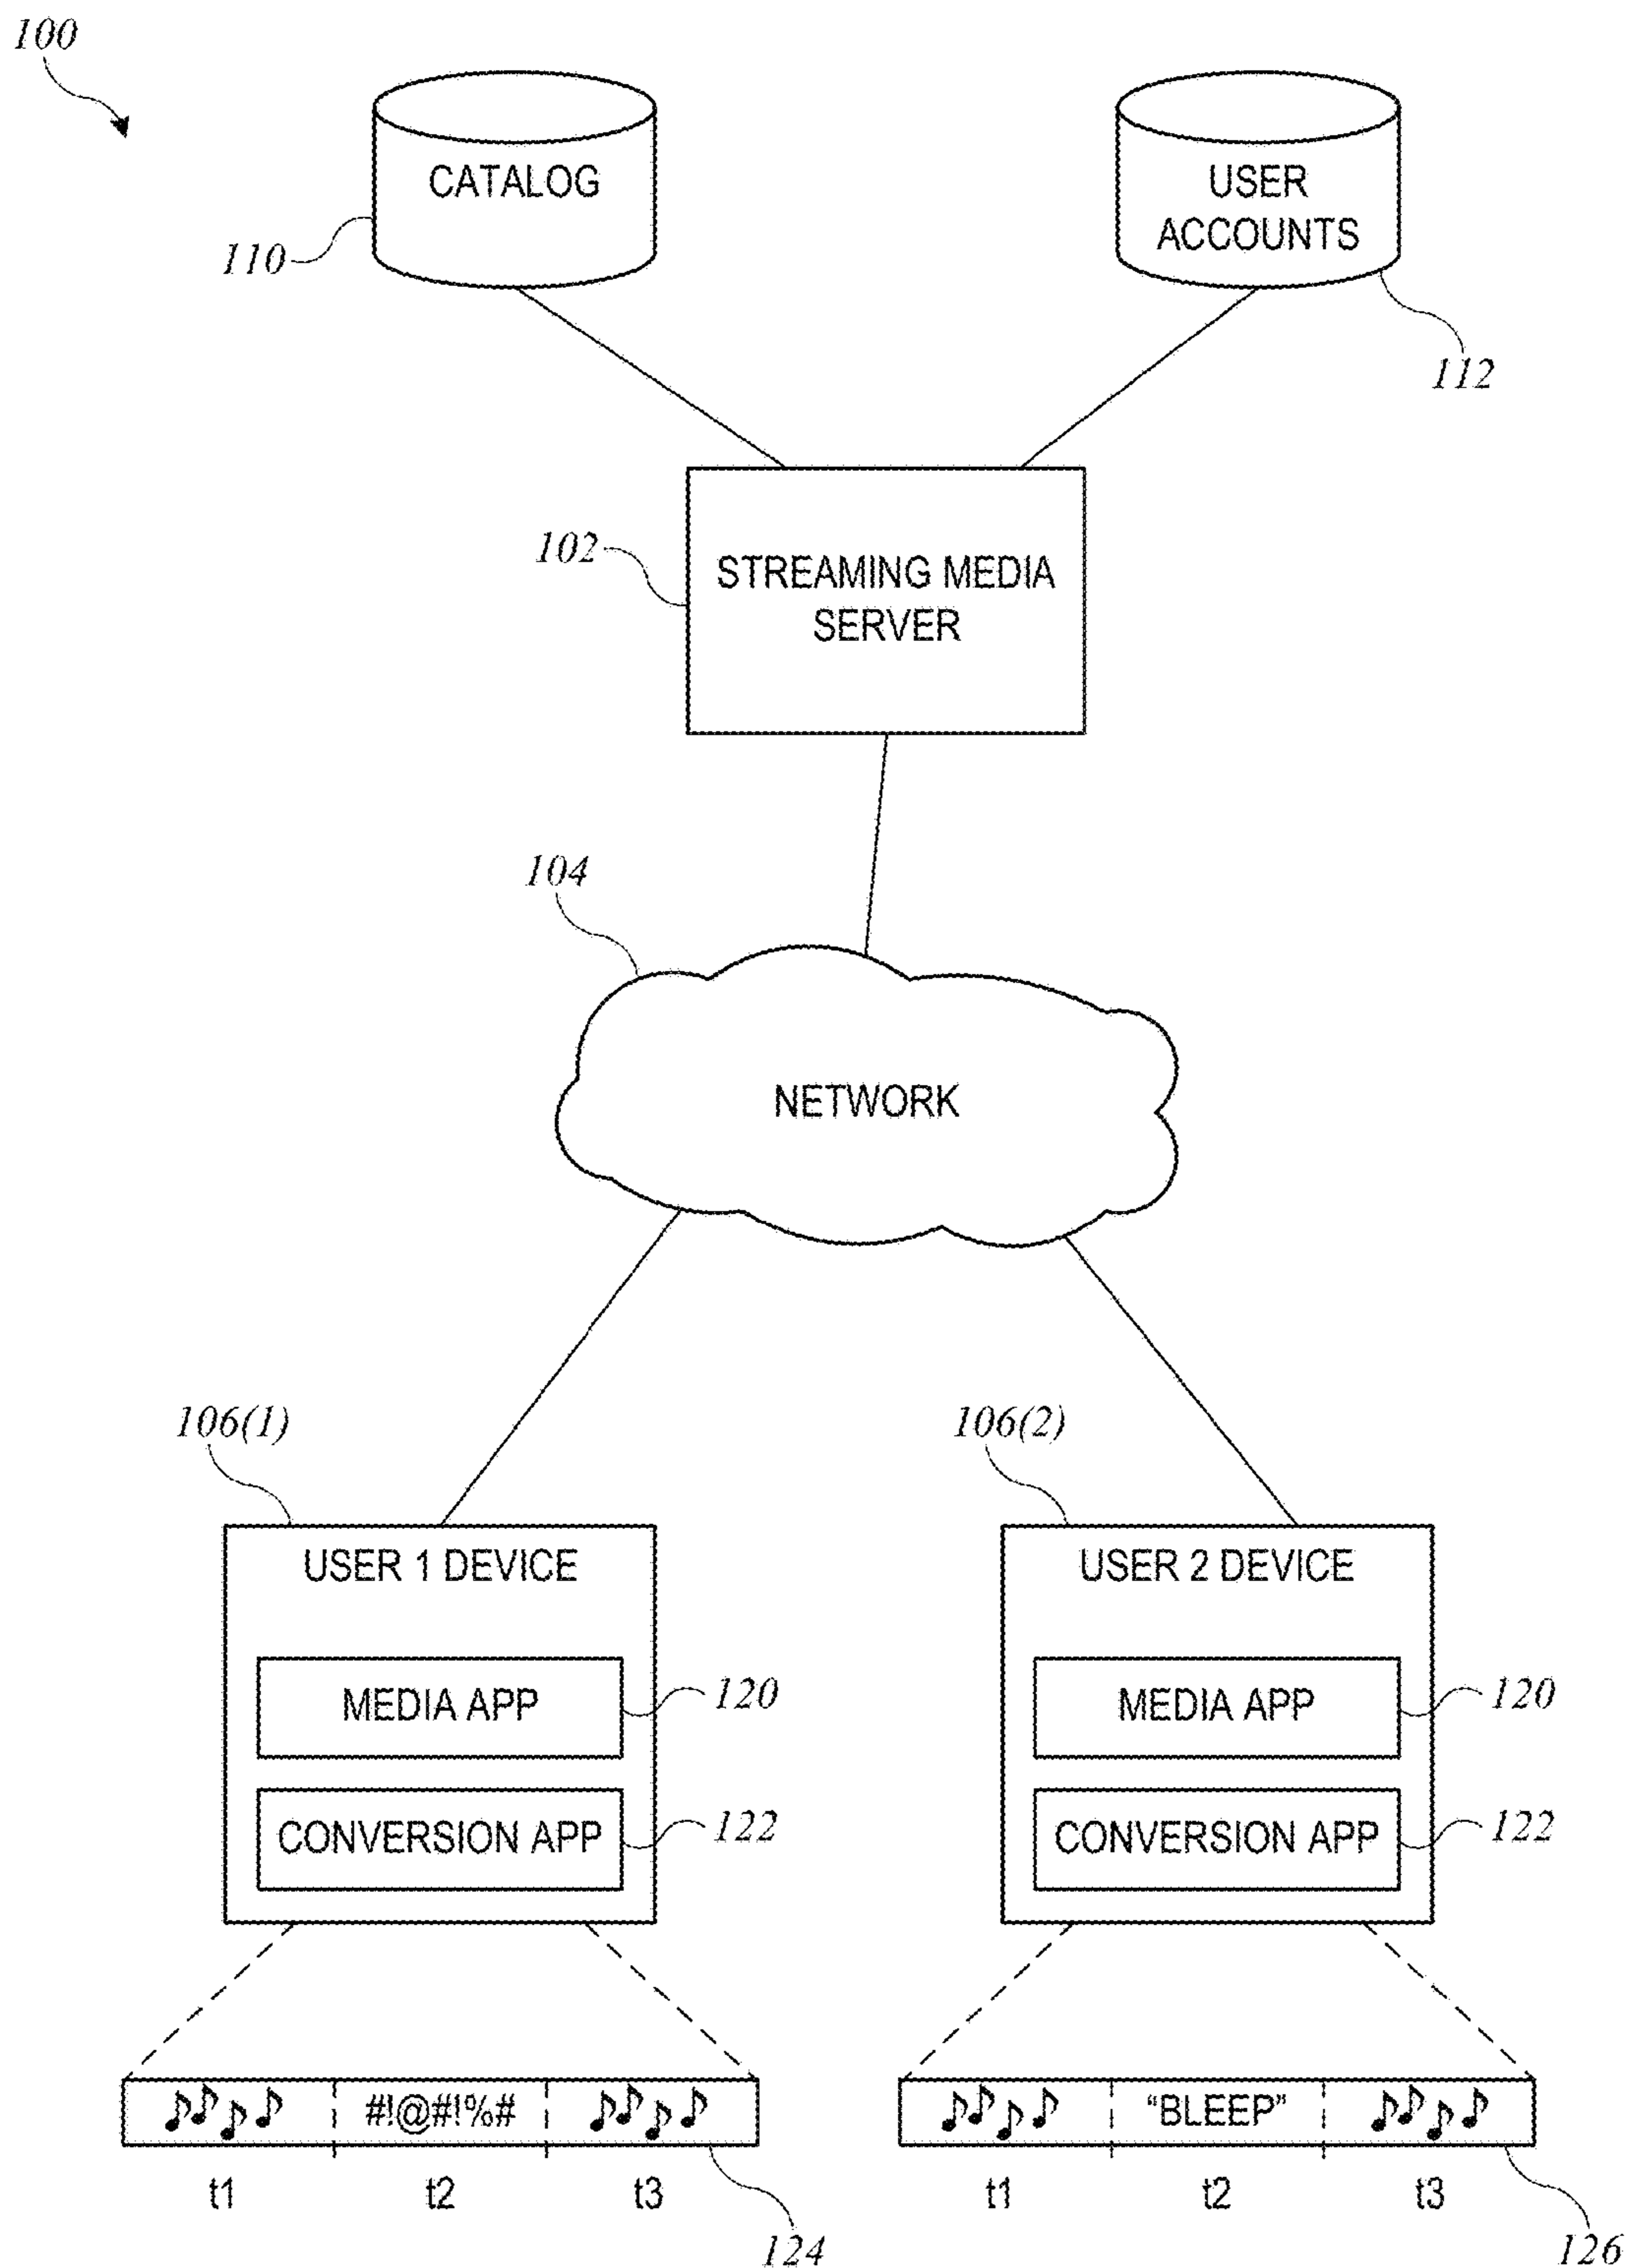 100
CATALOG
110
USER
ACCOUNTS
112
102
STREAMING MEDIA
SERVER
104
NETWORK
106(1)
USER 1 DEVICE
MEDIA APP
120
CONVERSION APP
122
#!@#!%#
t1 t2 t3
124
106(2)
USER 2 DEVICE
MEDIA APP
120
CONVERSION APP
122
“BLEEP”
t1 t2 t3
126